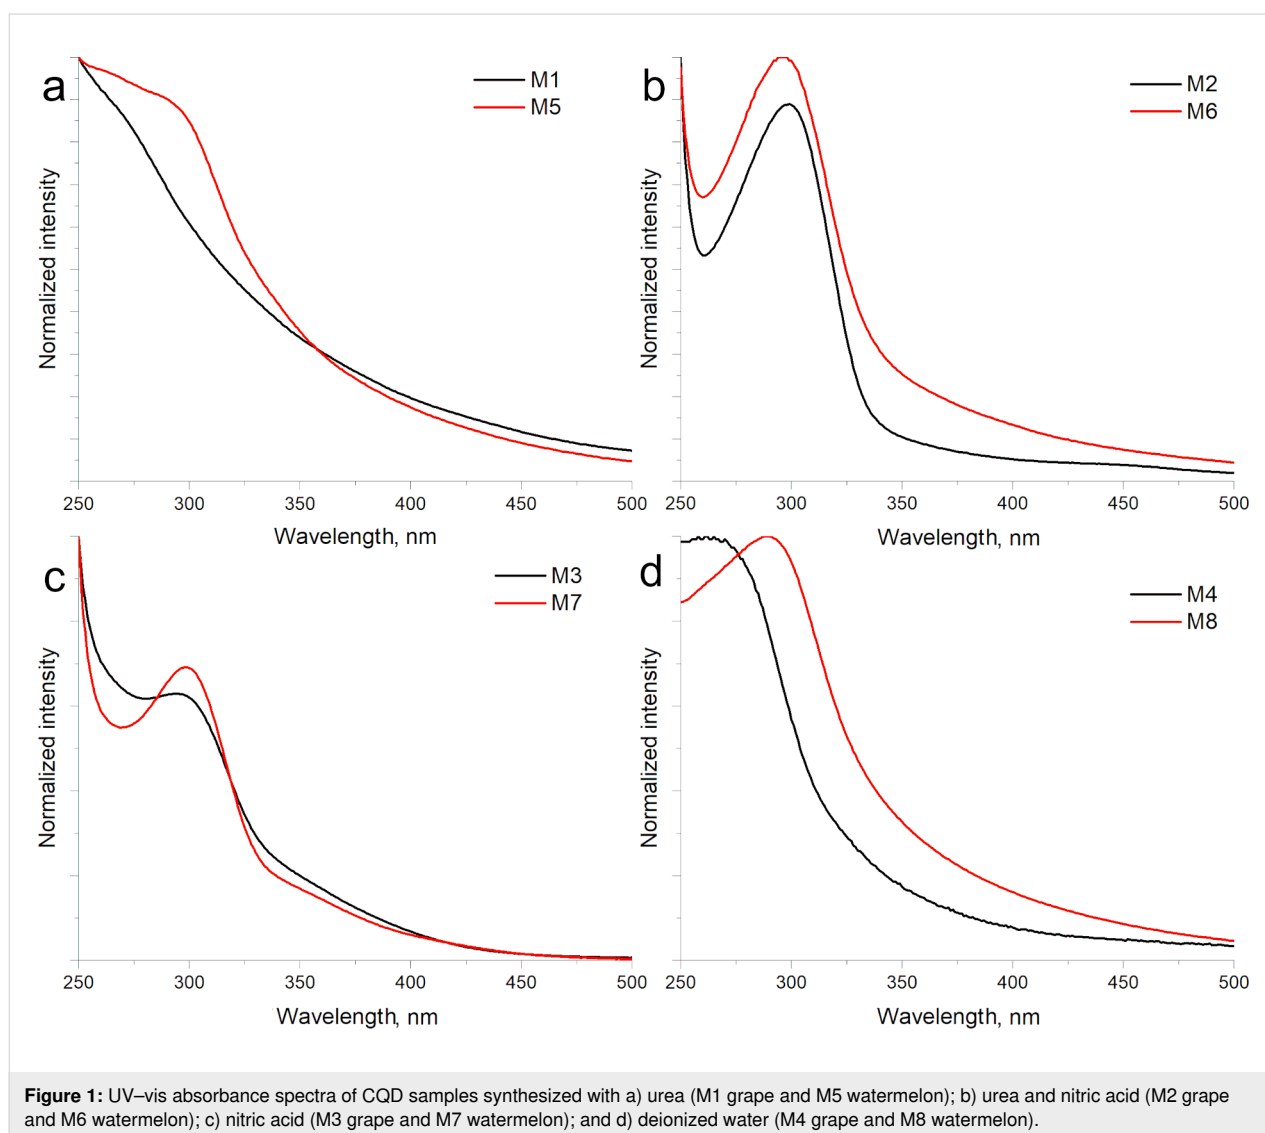 a
M1
M5
Normalized intensity
250 300 350 400 450 500
Wavelength, nm
b
M2
M6
Normalized intensity
250 300 350 400 450 500
Wavelength, nm
c
M3
M7
Normalized intensity
250 300 350 400 450 500
Wavelength, nm
d
M4
M8
Normalized intensity
250 300 350 400 450 500
Wavelength, nm
Figure 1: UV–vis absorbance spectra of CQD samples synthesized with a) urea (M1 grape and M5 watermelon); b) urea and nitric acid (M2 grape
and M6 watermelon); c) nitric acid (M3 grape and M7 watermelon); and d) deionized water (M4 grape and M8 watermelon).